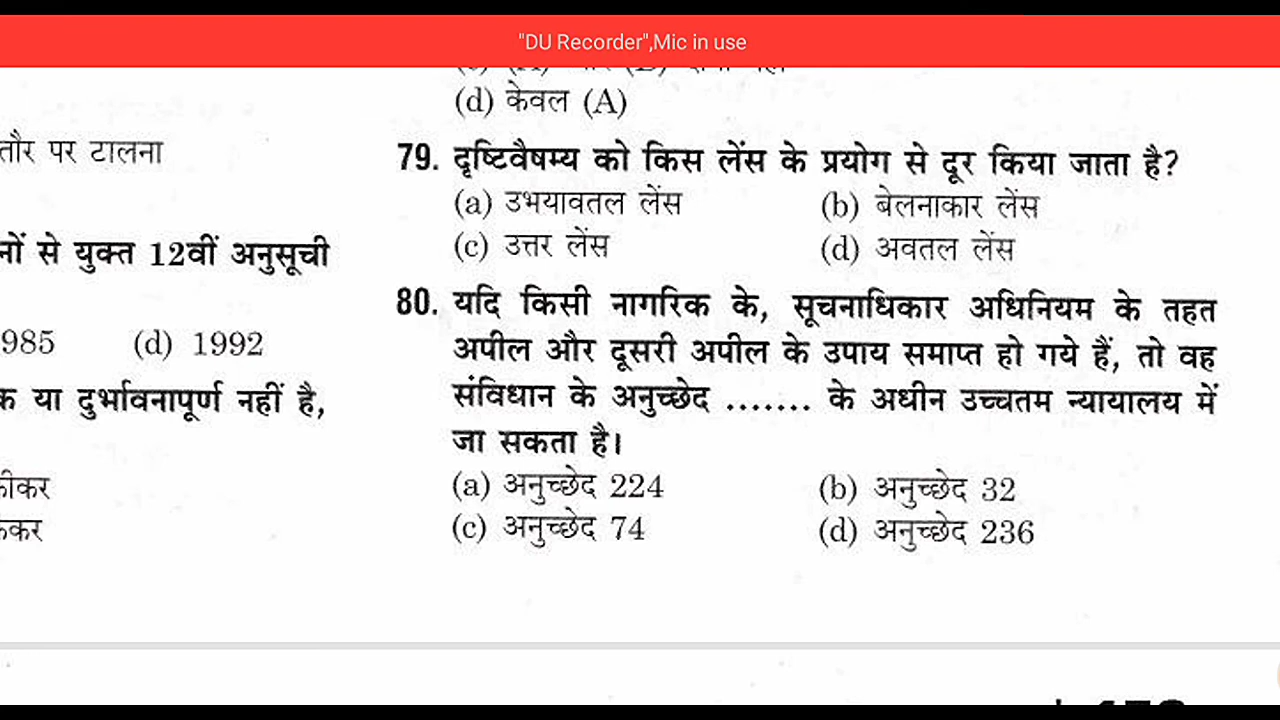 "DU Recorder",Mic in use
(d) केवल (A)
तौर पर टालना
79. दृष्टिवैषम्य को किस लेंस के प्रयोग से दूर किया जाता है?
(a) उभयावतल लेंस (b) बेलनाकार लेंस
(c) उत्तर लेंस (d) अवतल लेंस
नों से युक्त 12वीं अनुसूची
985 (d) 1992
क या दुर्भावनापूर्ण नहीं है,
80. यदि किसी नागरिक के, सूचनाधिकार अधिनियम के तहत
अपील और दूसरी अपील के उपाय समाप्त हो गये हैं, तो वह
संविधान के अनुच्छेद ....... के अधीन उच्चतम न्यायालय में
जा सकता है।
(a) अनुच्छेद 224 (b) अनुच्छेद 32
(c) अनुच्छेद 74 (d) अनुच्छेद 236